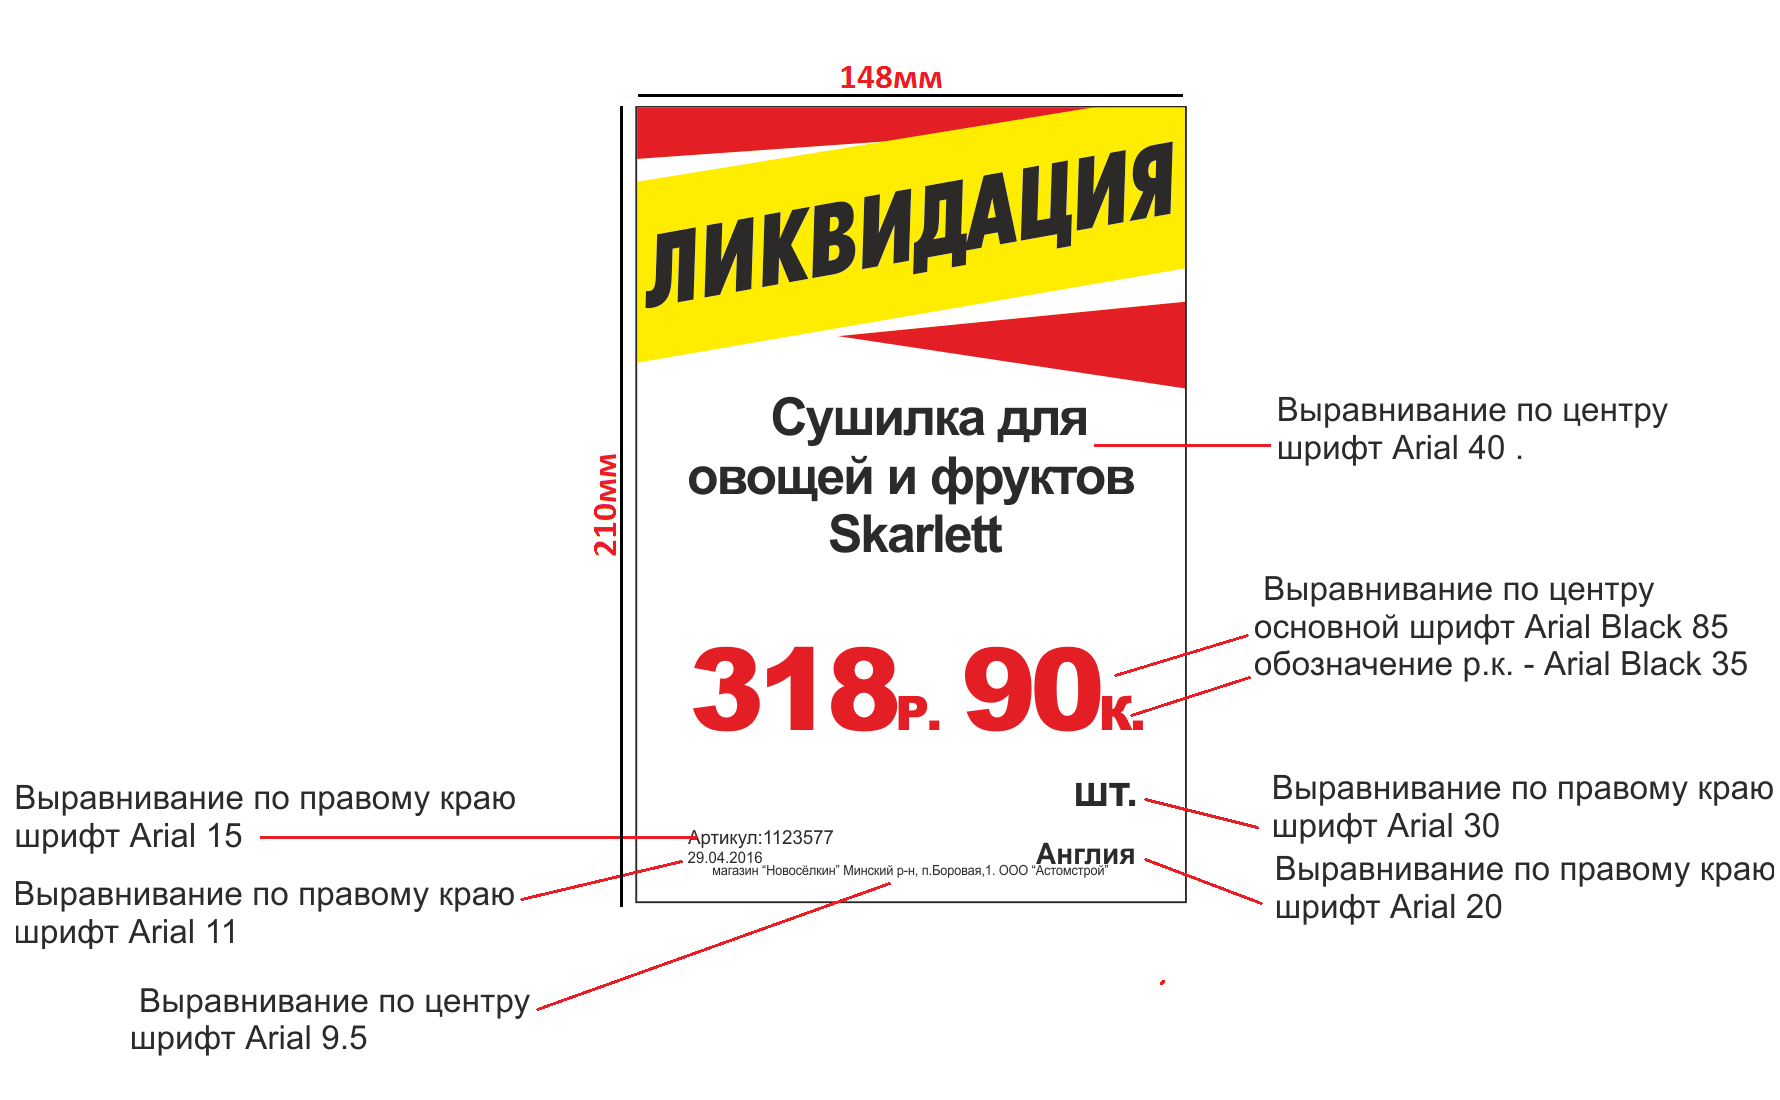 148мм
210мм
ЛИКВИДАЦИЯ
Сушилка для
овощей и фруктов
Skarlett
Выравнивание по центру
шрифт Arial 40 .
318р. 90к.
Выравнивание по центру
основной шрифт Arial Black 85
обозначение р.к. - Arial Black 35
шт.
Выравнивание по правому краю
шрифт Arial 30
Выравнивание по правому краю
шрифт Arial 15
Артикул:1123577
29.04.2016
Англия
магазин “Новосёлкин” Минский р-н, п.Боровая,1. ООО “Астомстрой”
Выравнивание по правому краю
шрифт Arial 20
Выравнивание по правому краю
шрифт Arial 11
Выравнивание по центру
шрифт Arial 9.5